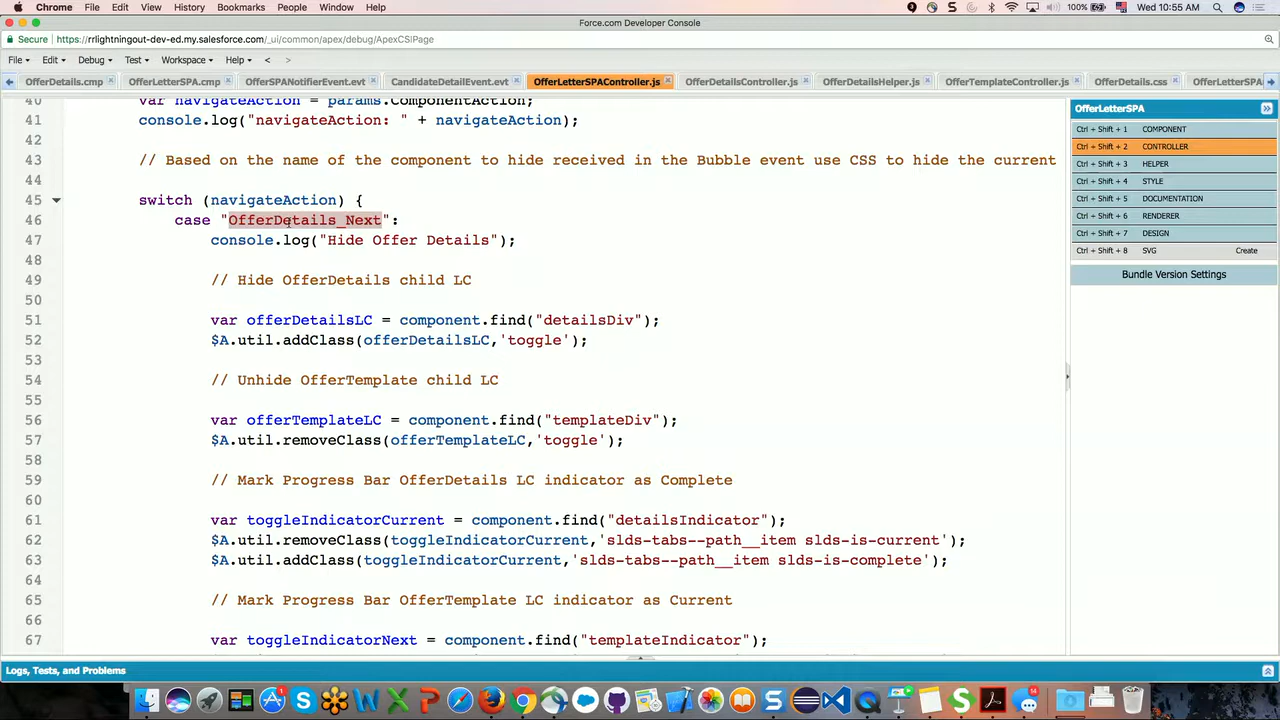 Chrome File Edit View History Bookmarks People Window Help 100% Wed 10:55 AM
Force.com Developer Console
Secure https://rrlightningout-dev-ed.my.salesforce.com/_ui/common/apex/debug/ApexCSIPage
File Edit Debug Test Workspace Help < >
OfferDetails.cmp OfferLetterSPA.cmp OfferSPANotifierEvent.evt CandidateDetailEvent.evt OfferLetterSPAController.js OfferDetailsController.js OfferDetailsHelper.js OfferTemplateController.js OfferDetails.css OfferLetterSPA
40 var navigateAction = params.ComponentAction;
41 console.log("navigateAction: " + navigateAction);
42
43 // Based on the name of the component to hide received in the Bubble event use CSS to hide the current
44
45 switch (navigateAction) {
46 case "OfferDetails_Next":
47 console.log("Hide Offer Details");
48
49 // Hide OfferDetails child LC
50
51 var offerDetailsLC = component.find("detailsDiv");
52 $A.util.addClass(offerDetailsLC,'toggle');
53
54 // Unhide OfferTemplate child LC
55
56 var offerTemplateLC = component.find("templateDiv");
57 $A.util.removeClass(offerTemplateLC,'toggle');
58
59 // Mark Progress Bar OfferDetails LC indicator as Complete
60
61 var toggleIndicatorCurrent = component.find("detailsIndicator");
62 $A.util.removeClass(toggleIndicatorCurrent,'slds-tabs--path__item slds-is-current');
63 $A.util.addClass(toggleIndicatorCurrent,'slds-tabs--path__item slds-is-complete');
64
65 // Mark Progress Bar OfferTemplate LC indicator as Current
66
67 var toggleIndicatorNext = component.find("templateIndicator");
OfferLetterSPA
Ctrl + Shift + 1 COMPONENT
Ctrl + Shift + 2 CONTROLLER
Ctrl + Shift + 3 HELPER
Ctrl + Shift + 4 STYLE
Ctrl + Shift + 5 DOCUMENTATION
Ctrl + Shift + 6 RENDERER
Ctrl + Shift + 7 DESIGN
Ctrl + Shift + 8 SVG Create
Bundle Version Settings
Logs, Tests, and Problems